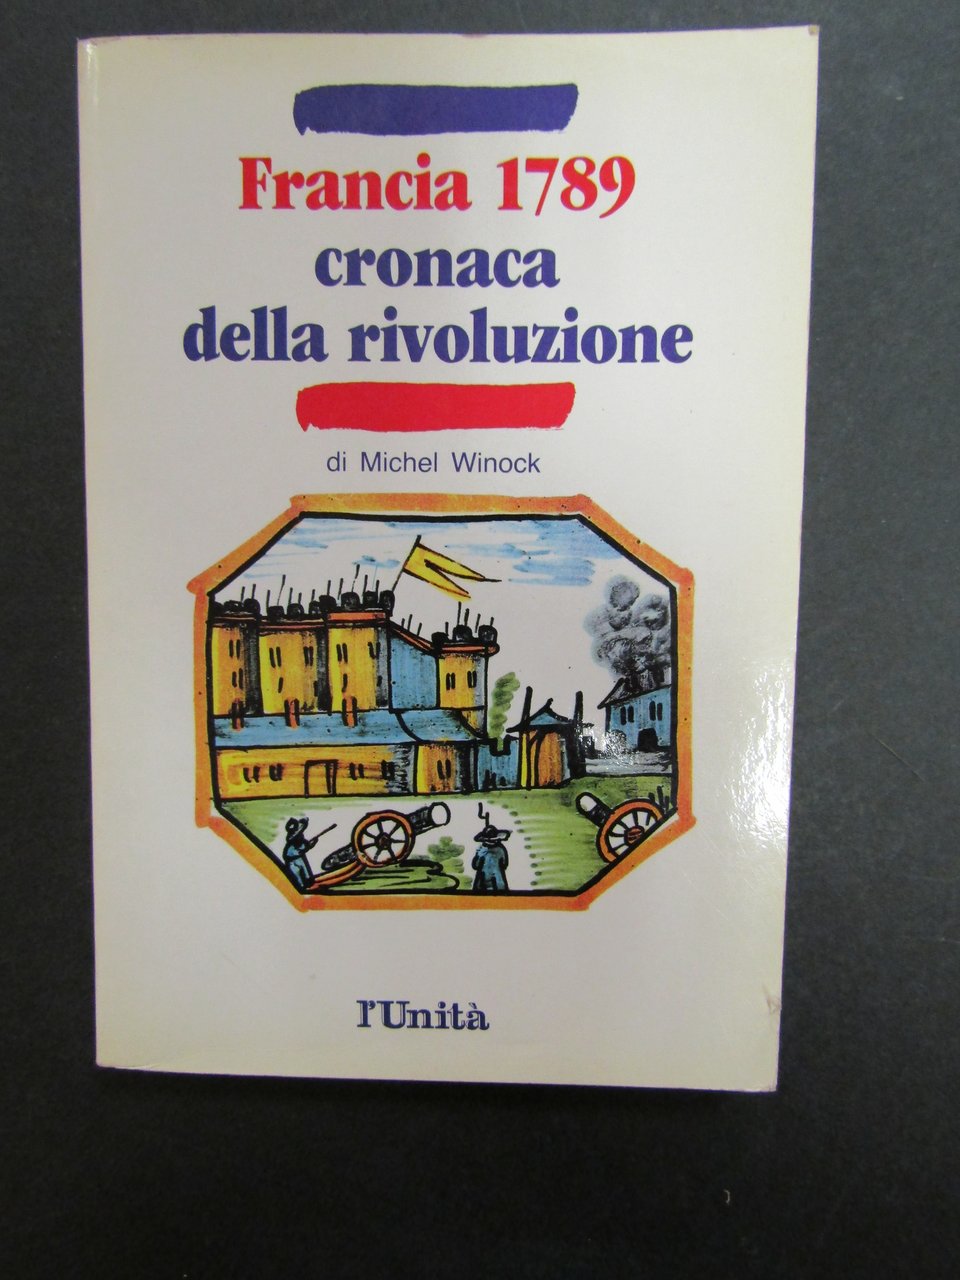 Francia 1789
cronaca
della rivoluzione
di Michel Winock
l'Unità